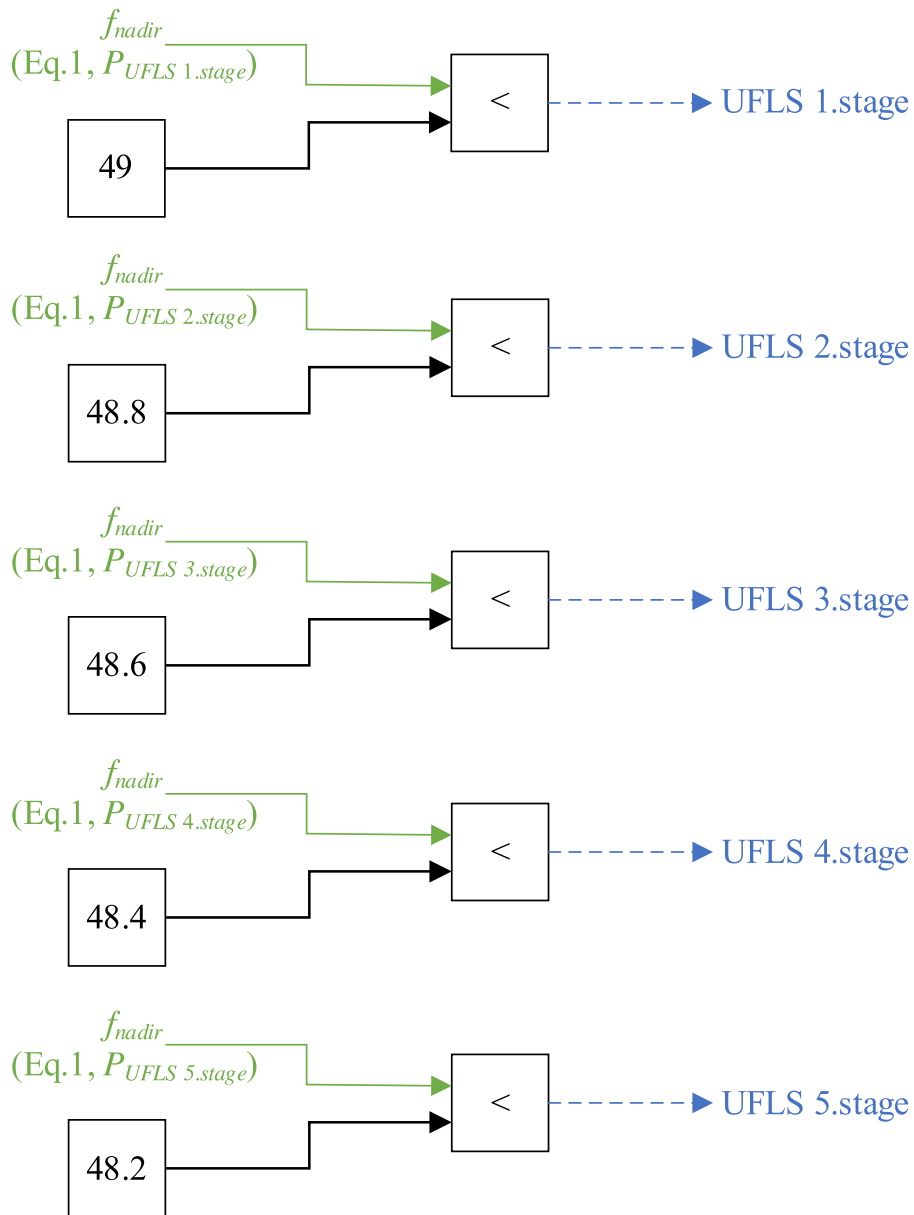 f_nadir
(Eq.1, P_UFLS 1.stage)
<
UFLS 1.stage
49
f_nadir
(Eq.1, P_UFLS 2.stage)
<
UFLS 2.stage
48.8
f_nadir
(Eq.1, P_UFLS 3.stage)
<
UFLS 3.stage
48.6
f_nadir
(Eq.1, P_UFLS 4.stage)
<
UFLS 4.stage
48.4
f_nadir
(Eq.1, P_UFLS 5.stage)
<
UFLS 5.stage
48.2